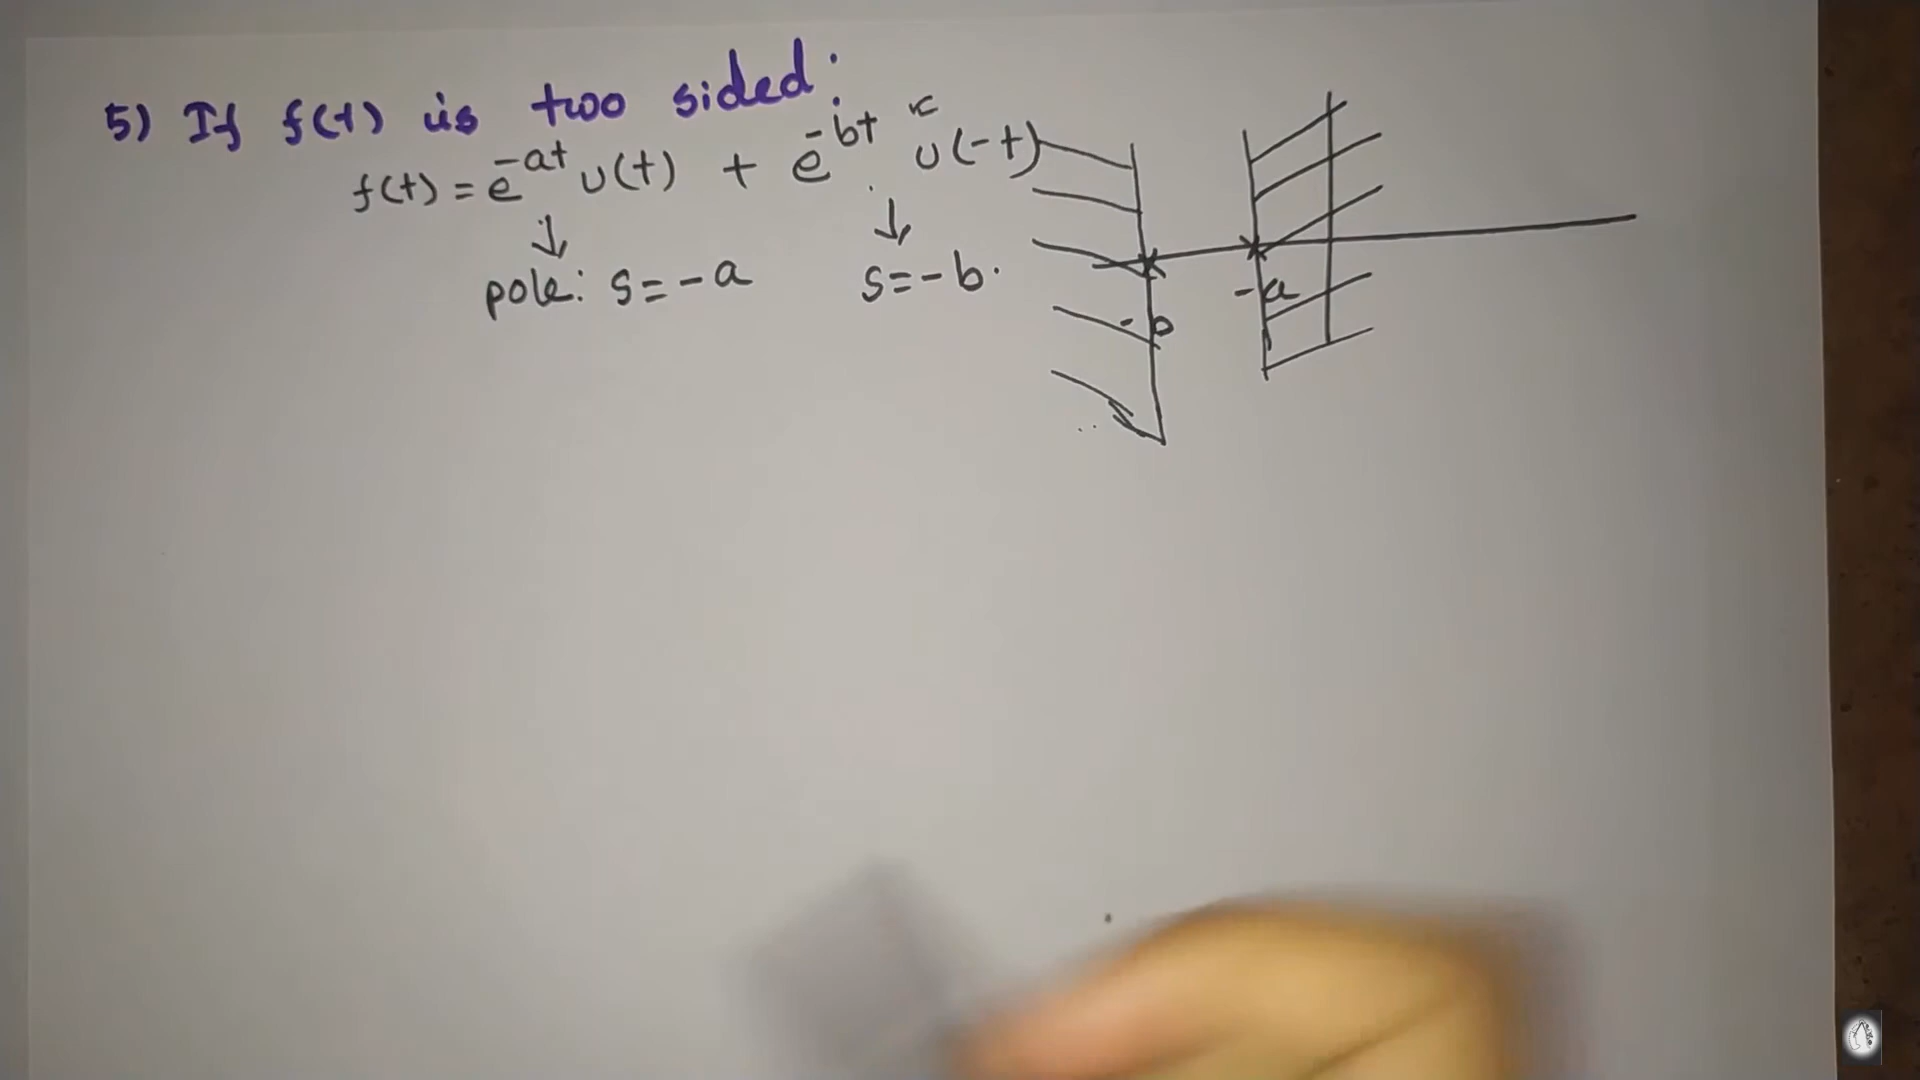 5) If f(t) is two sided:
f(t) = e^-at u(t) + e^-bt u(-t)
pole: s=-a s=-b.
-a
-b